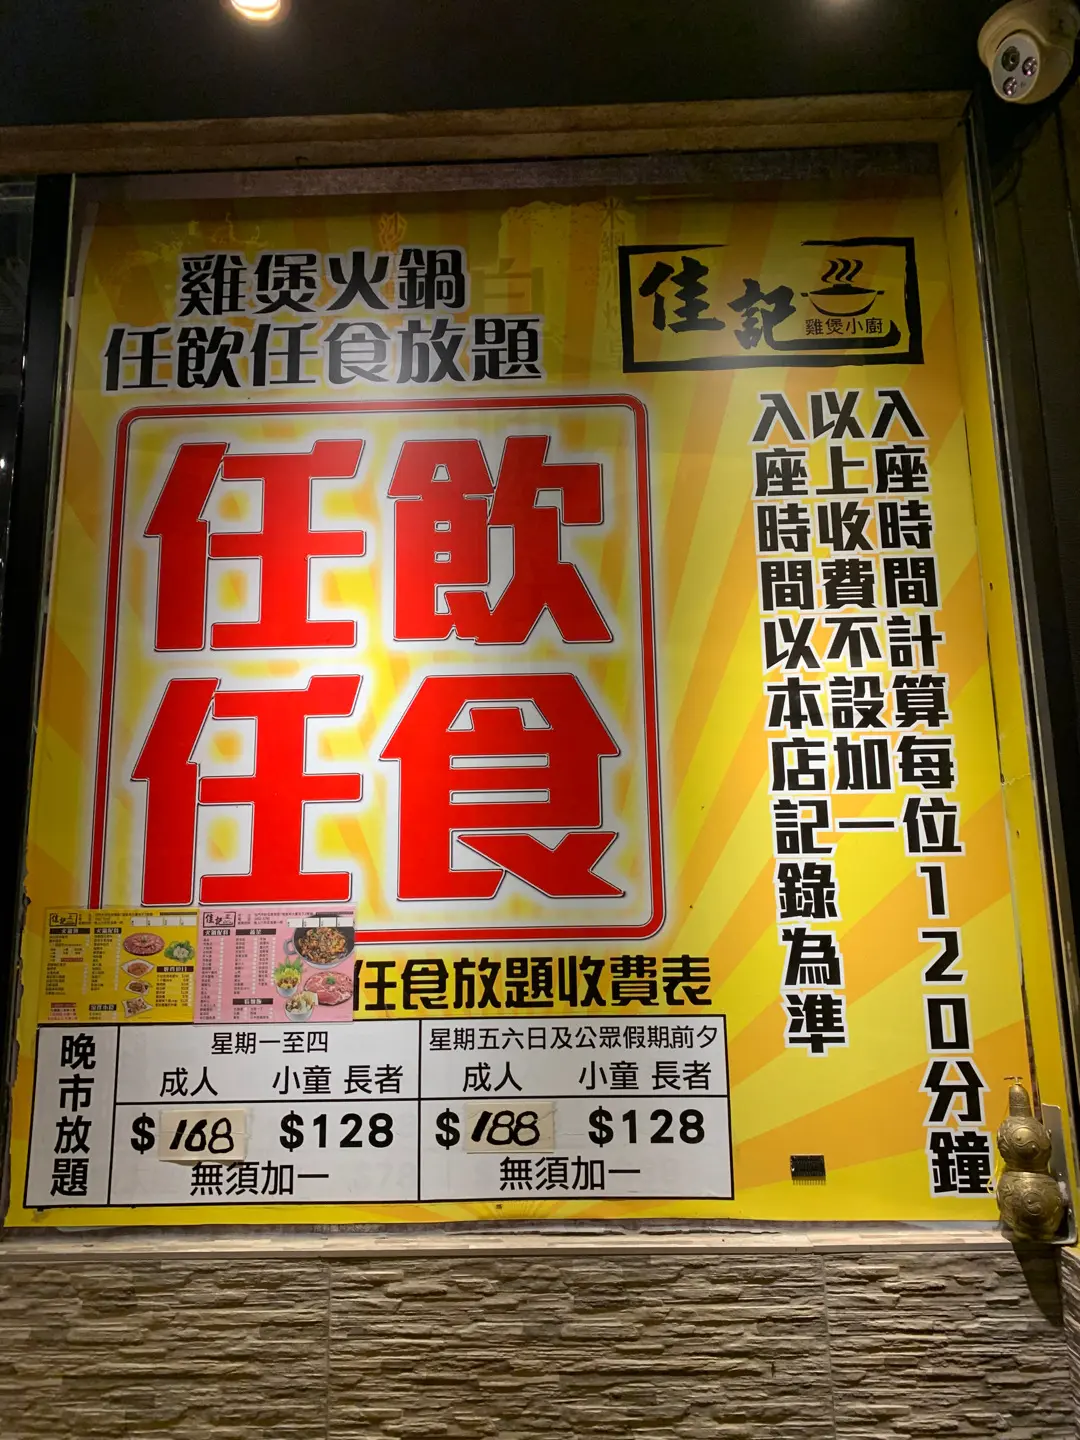 雞煲火鍋
任飲任食放題
佳記
雞煲小廚
任飲
任食
入座時間計算每位120分鐘
以上收費不設加一
入座時間以本店記錄為準
任食放題收費表
晚市放題
星期一至四
成人 小童 長者
$168 $128
無須加一
星期五六日及公眾假期前夕
成人 小童 長者
$188 $128
無須加一
佳記
佳記